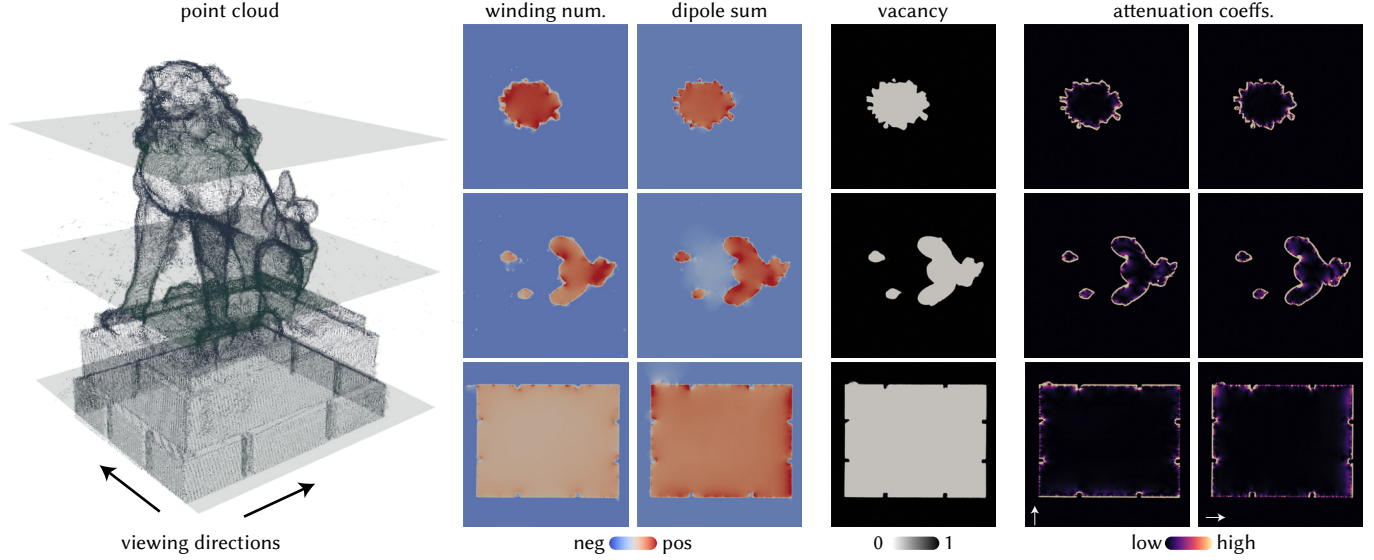 point cloud
winding num.
dipole sum
vacancy
attenuation coeffs.
viewing directions
neg pos
0 1
low high